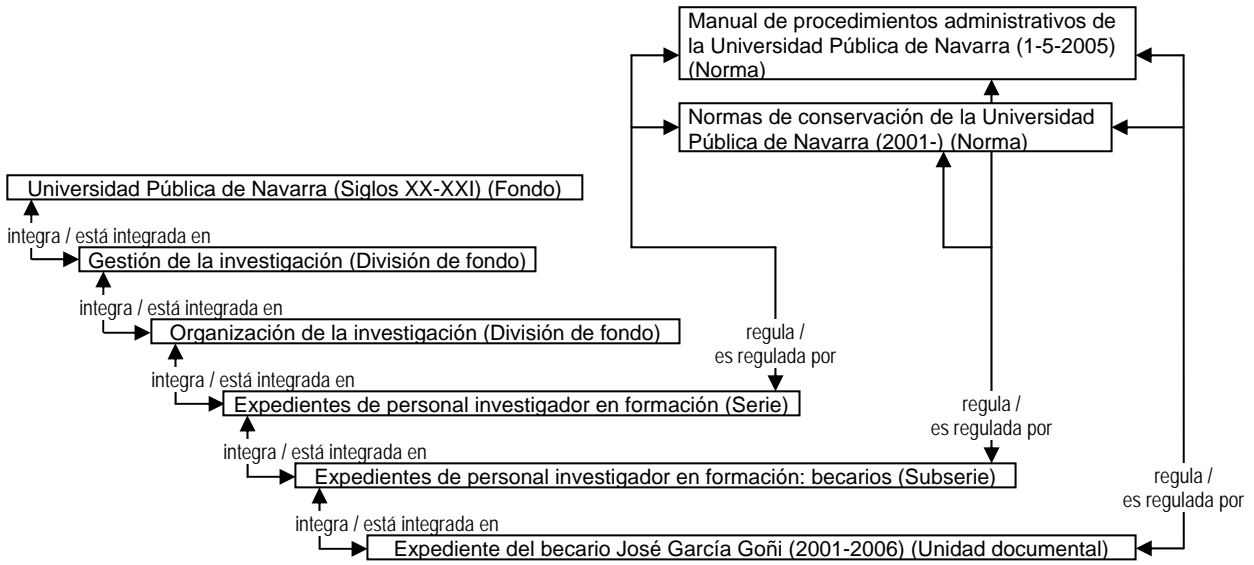 Manual de procedimientos administrativos de
la Universidad Pública de Navarra (1-5-2005)
(Norma)
Normas de conservación de la Universidad
Pública de Navarra (2001-) (Norma)
Universidad Pública de Navarra (Siglos XX-XXI) (Fondo)
integra / está integrada en
Gestión de la investigación (División de fondo)
integra / está integrada en
Organización de la investigación (División de fondo)
regula /
es regulada por
integra / está integrada en
Expedientes de personal investigador en formación (Serie)
regula /
es regulada por
integra / está integrada en
Expedientes de personal investigador en formación: becarios (Subserie)
regula /
es regulada por
integra / está integrada en
Expediente del becario José García Goñi (2001-2006) (Unidad documental)